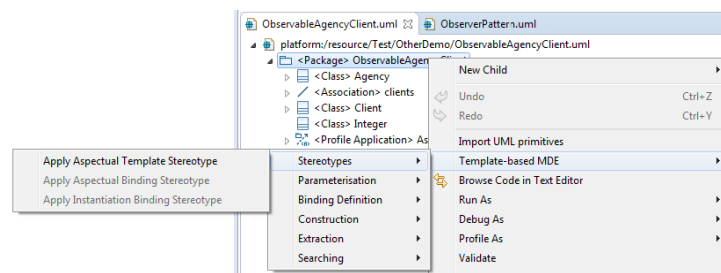 ObservableAgencyClient.uml ObserverPattern.uml
platform:/resource/Test/OtherDemo/ObservableAgencyClient.uml
<Package> ObservableAgencyClient
<Class> Agency
<Association> clients
<Class> Client
<Class> Integer
<Profile Application> As
New Child
Undo Ctrl+Z
Redo Ctrl+Y
Import UML primitives
Template-based MDE
Browse Code in Text Editor
Run As
Debug As
Profile As
Validate
Stereotypes
Parameterisation
Binding Definition
Construction
Extraction
Searching
Apply Aspectual Template Stereotype
Apply Aspectual Binding Stereotype
Apply Instantiation Binding Stereotype